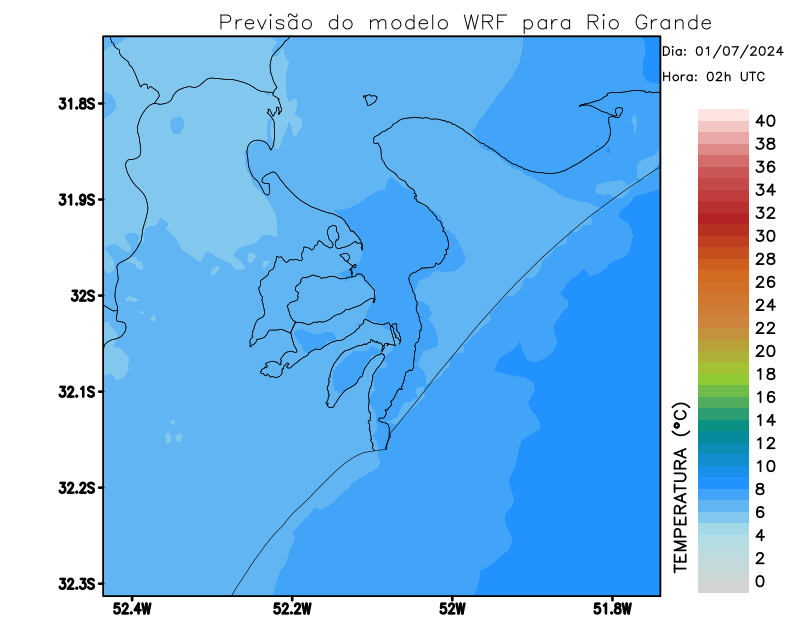 Previsão do modelo WRF para Rio Grande
Dia: 01/07/2024
Hora: 02h UTC
31.8S
31.9S
32S
32.1S
32.2S
32.3S
52.4W
52.2W
52W
51.8W
TEMPERATURA (°C)
40
38
36
34
32
30
28
26
24
22
20
18
16
14
12
10
8
6
4
2
0